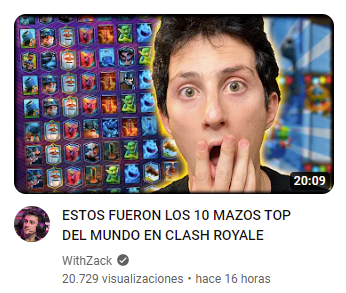 20:09
ESTOS FUERON LOS 10 MAZOS TOP
DEL MUNDO EN CLASH ROYALE
WithZack
20.729 visualizaciones • hace 16 horas